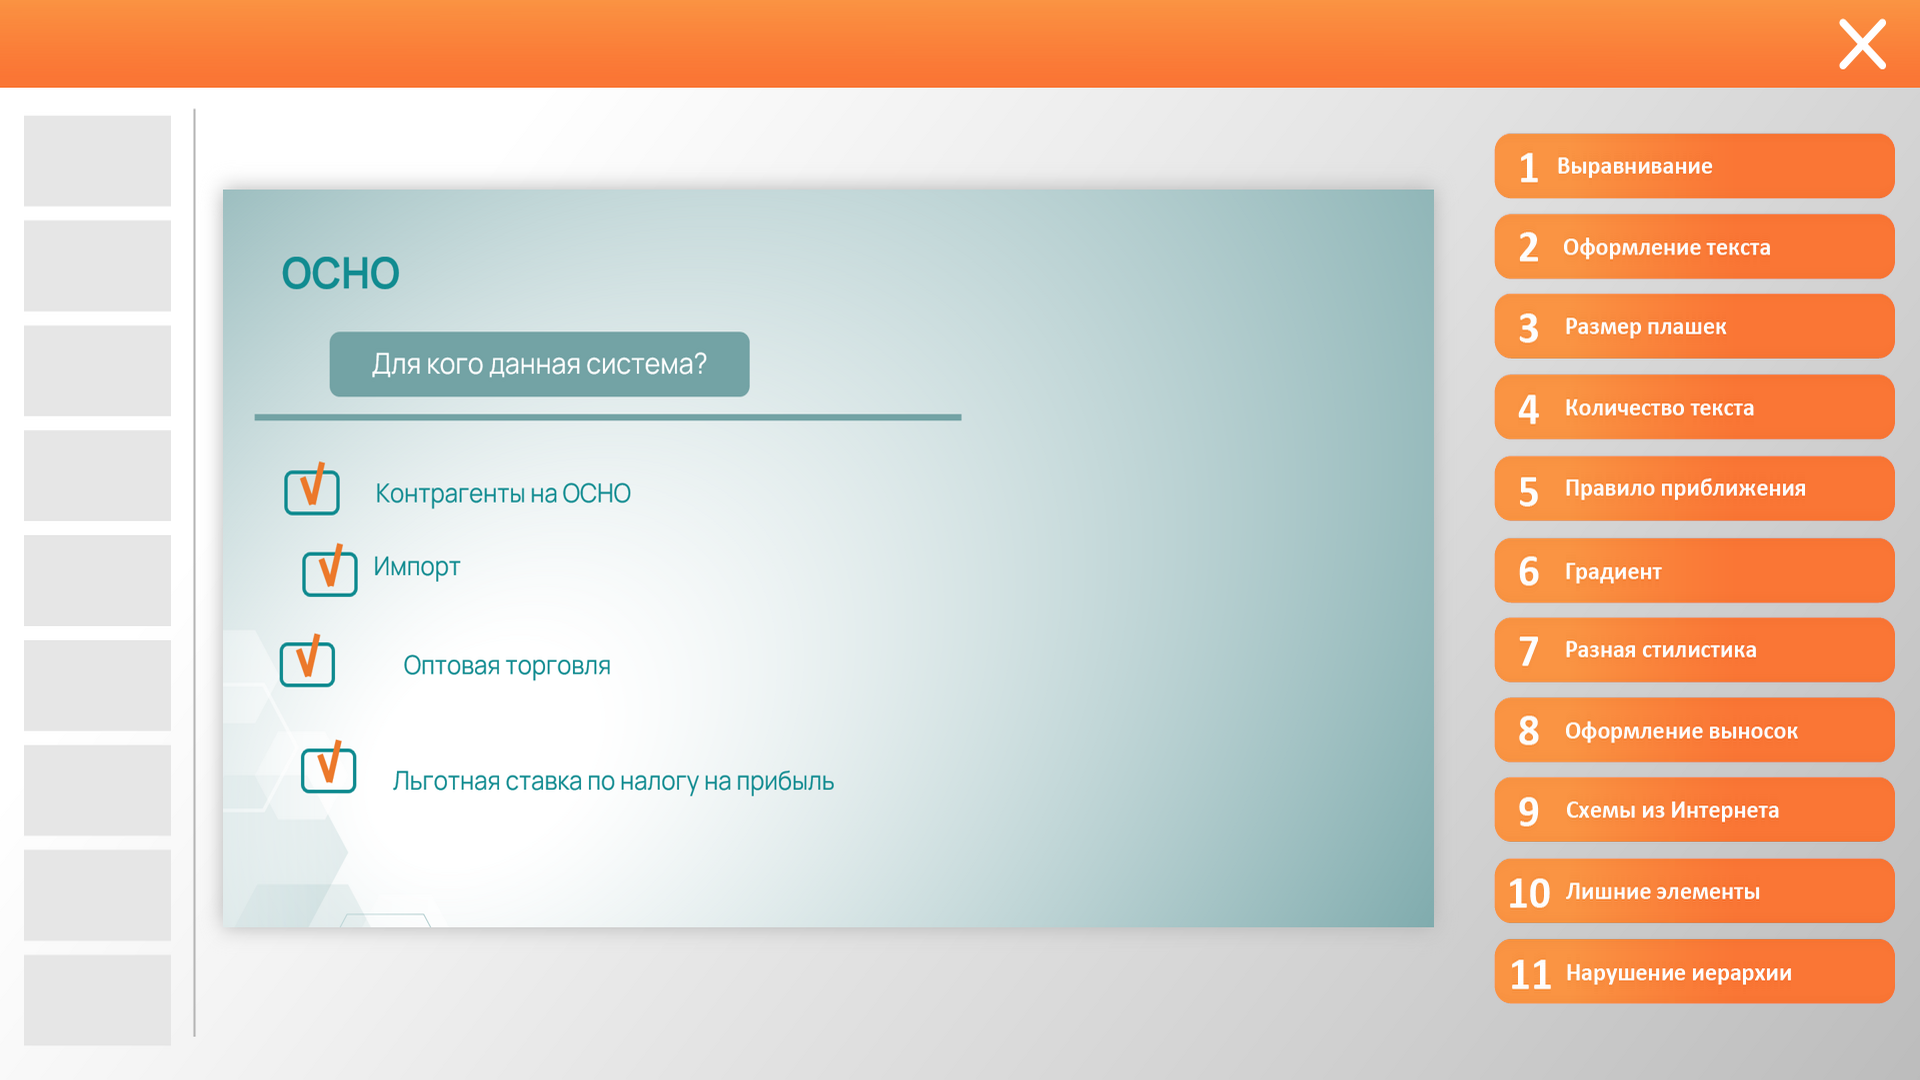 ОСНО
Для кого данная система?
Контрагенты на ОСНО
Импорт
Оптовая торговля
Льготная ставка по налогу на прибыль
1 Выравнивание
2 Оформление текста
3 Размер плашек
4 Количество текста
5 Правило приближения
6 Градиент
7 Разная стилистика
8 Оформление выносок
9 Схемы из Интернета
10 Лишние элементы
11 Нарушение иерархии